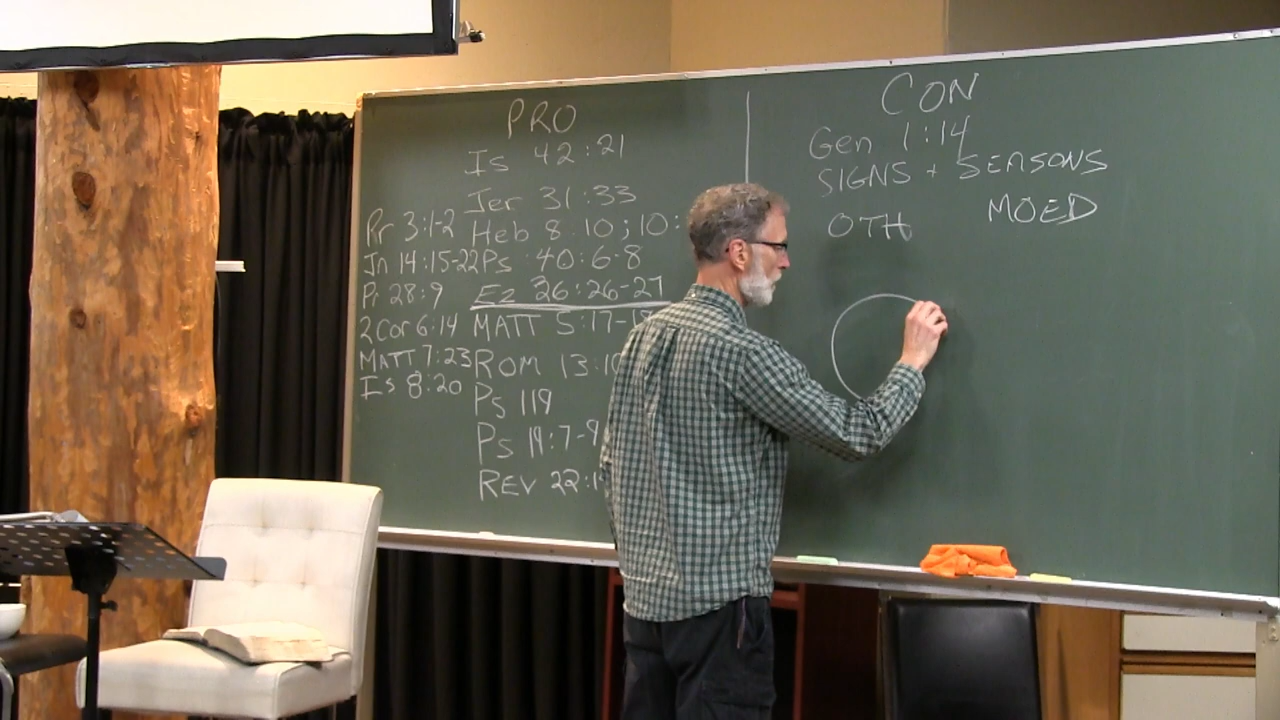 PRO
Is 42:21
Jer 31:33
Heb 8:10; 10:
Ps 40:6-8
Ez 36:26-27
MATT 5:17-1
ROM 13:10
Ps 119
Ps 19:7-9
REV 22:1
Pr 3:1-2
Jn 14:15-22
Pr 28:9
2Cor 6:14
MATT 7:23
Is 8:20
CON
Gen 1:14
SIGNS + SEASONS
OTH MOED